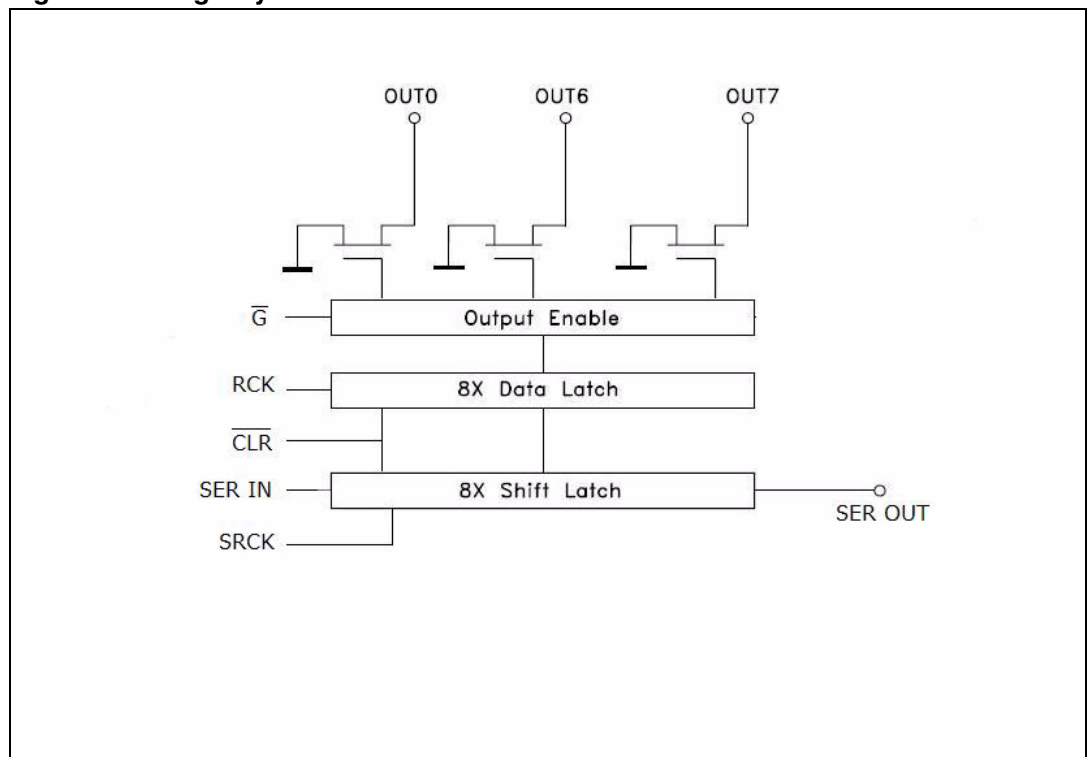 OUT0 OUT6 OUT7
G Output Enable
RCK 8X Data Latch
CLR
SER IN 8X Shift Latch
SER OUT
SRCK